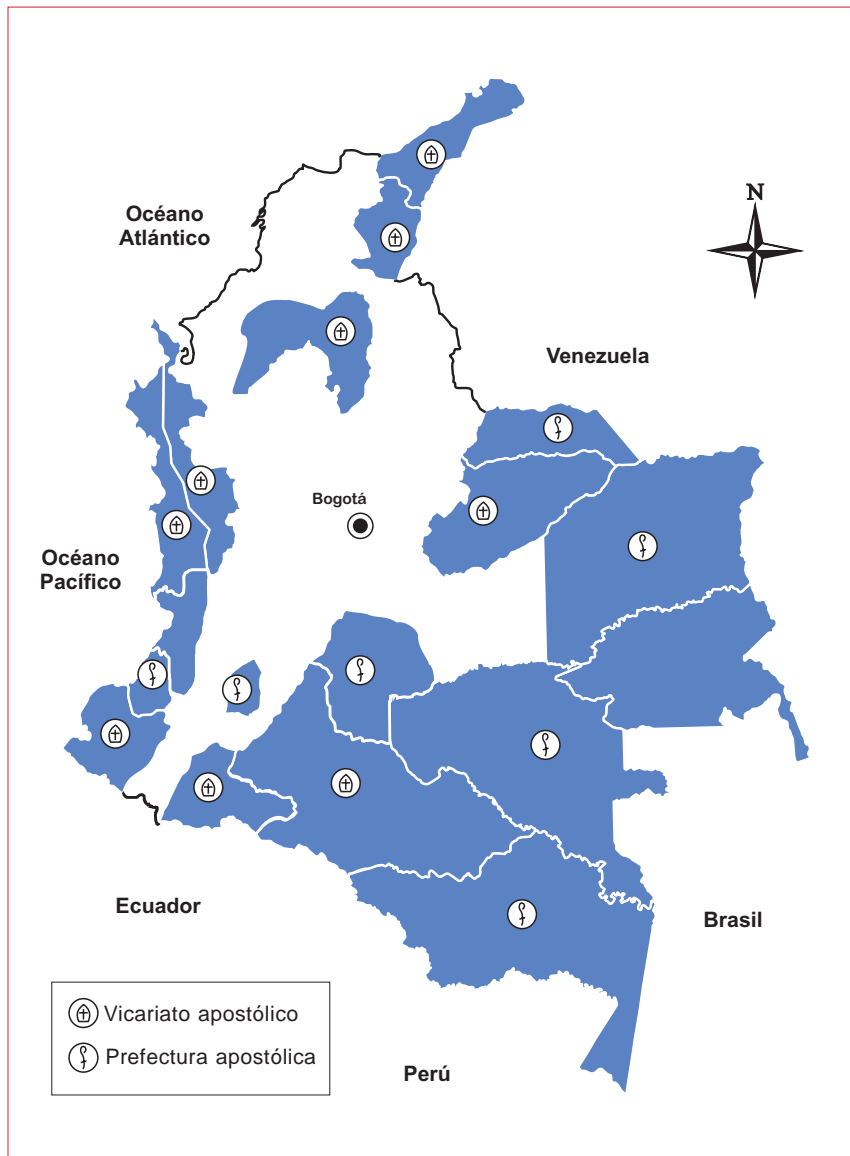 N
Océano
Atlántico
Venezuela
Bogotá
Océano
Pacífico
Ecuador
Brasil
Vicariato apostólico
Prefectura apostólica
Perú